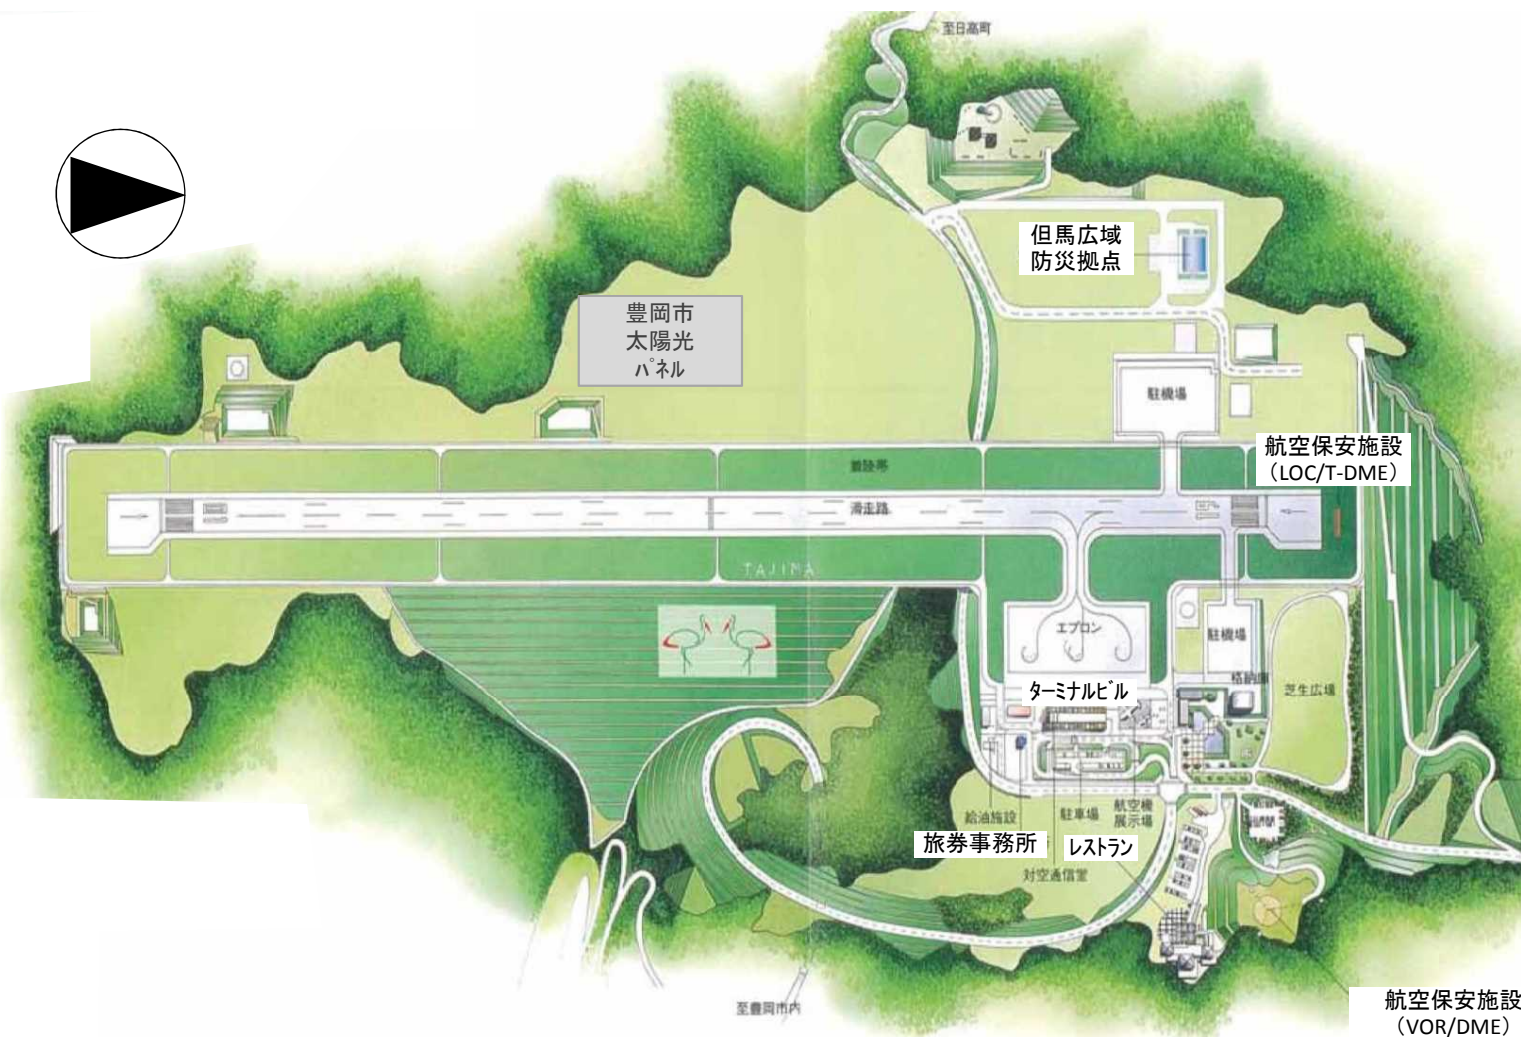 至日高町
但馬広域
防災拠点
豊岡市
太陽光
パネル
駐機場
航空保安施設
（LOC/T-DME）
着陸帯
滑走路
TAJIMA
エプロン
駐機場
格納庫
芝生広場
ターミナルビル
給油施設
駐車場
航空機
展示場
旅券事務所
レストラン
対空通信室
至豊岡市内
航空保安施設
（VOR/DME）